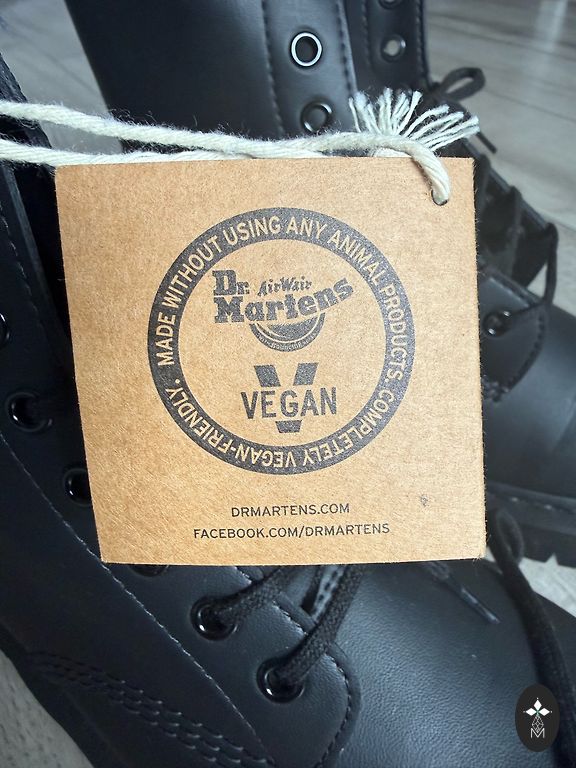 MADE WITHOUT USING ANY ANIMAL PRODUCTS. COMPLETELY VEGAN-FRIENDLY.
Dr. AirWair
Martens
VEGAN
DRMARTENS.COM
FACEBOOK.COM/DRMARTENS
M